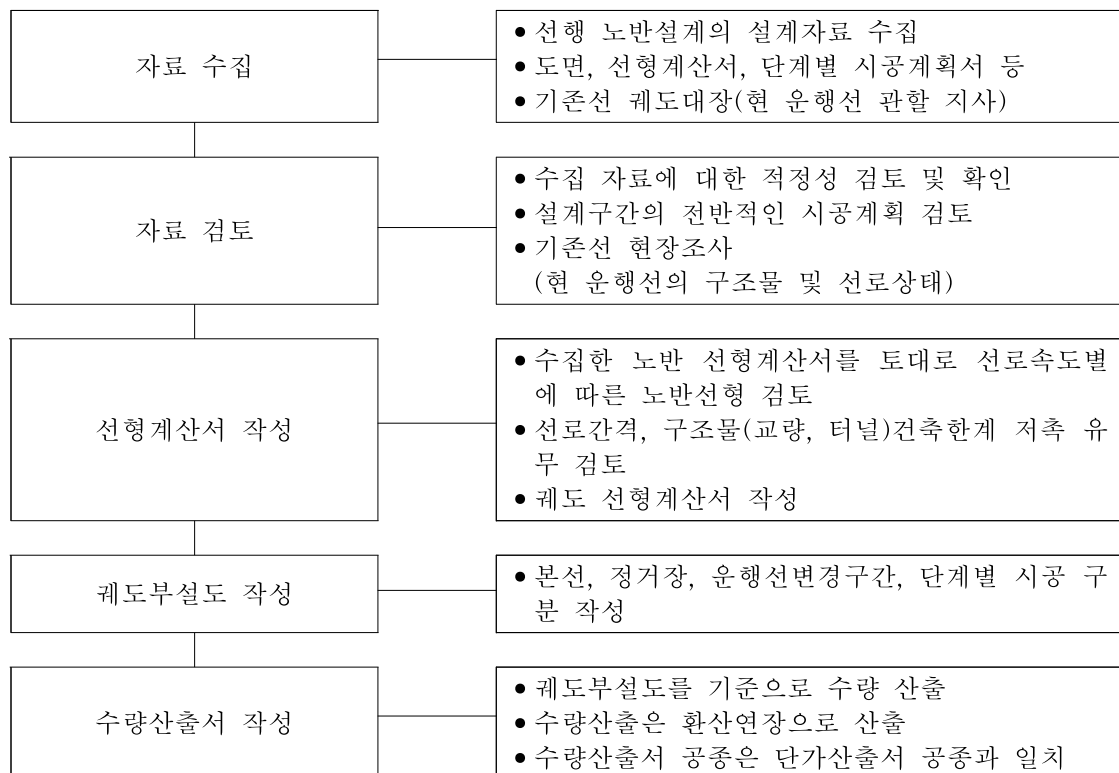 자료 수집
• 선행 노반설계의 설계자료 수집
• 도면, 선형계산서, 단계별 시공계획서 등
• 기존선 궤도대장(현 운행선 관할 지사)
자료 검토
• 수집 자료에 대한 적정성 검토 및 확인
• 설계구간의 전반적인 시공계획 검토
• 기존선 현장조사
(현 운행선의 구조물 및 선로상태)
선형계산서 작성
• 수집한 노반 선형계산서를 토대로 선로속도별
에 따른 노반선형 검토
• 선로간격, 구조물(교량, 터널)건축한계 저촉 유
무 검토
• 궤도 선형계산서 작성
궤도부설도 작성
• 본선, 정거장, 운행선변경구간, 단계별 시공 구
분 작성
수량산출서 작성
• 궤도부설도를 기준으로 수량 산출
• 수량산출은 환산연장으로 산출
• 수량산출서 공종은 단가산출서 공종과 일치